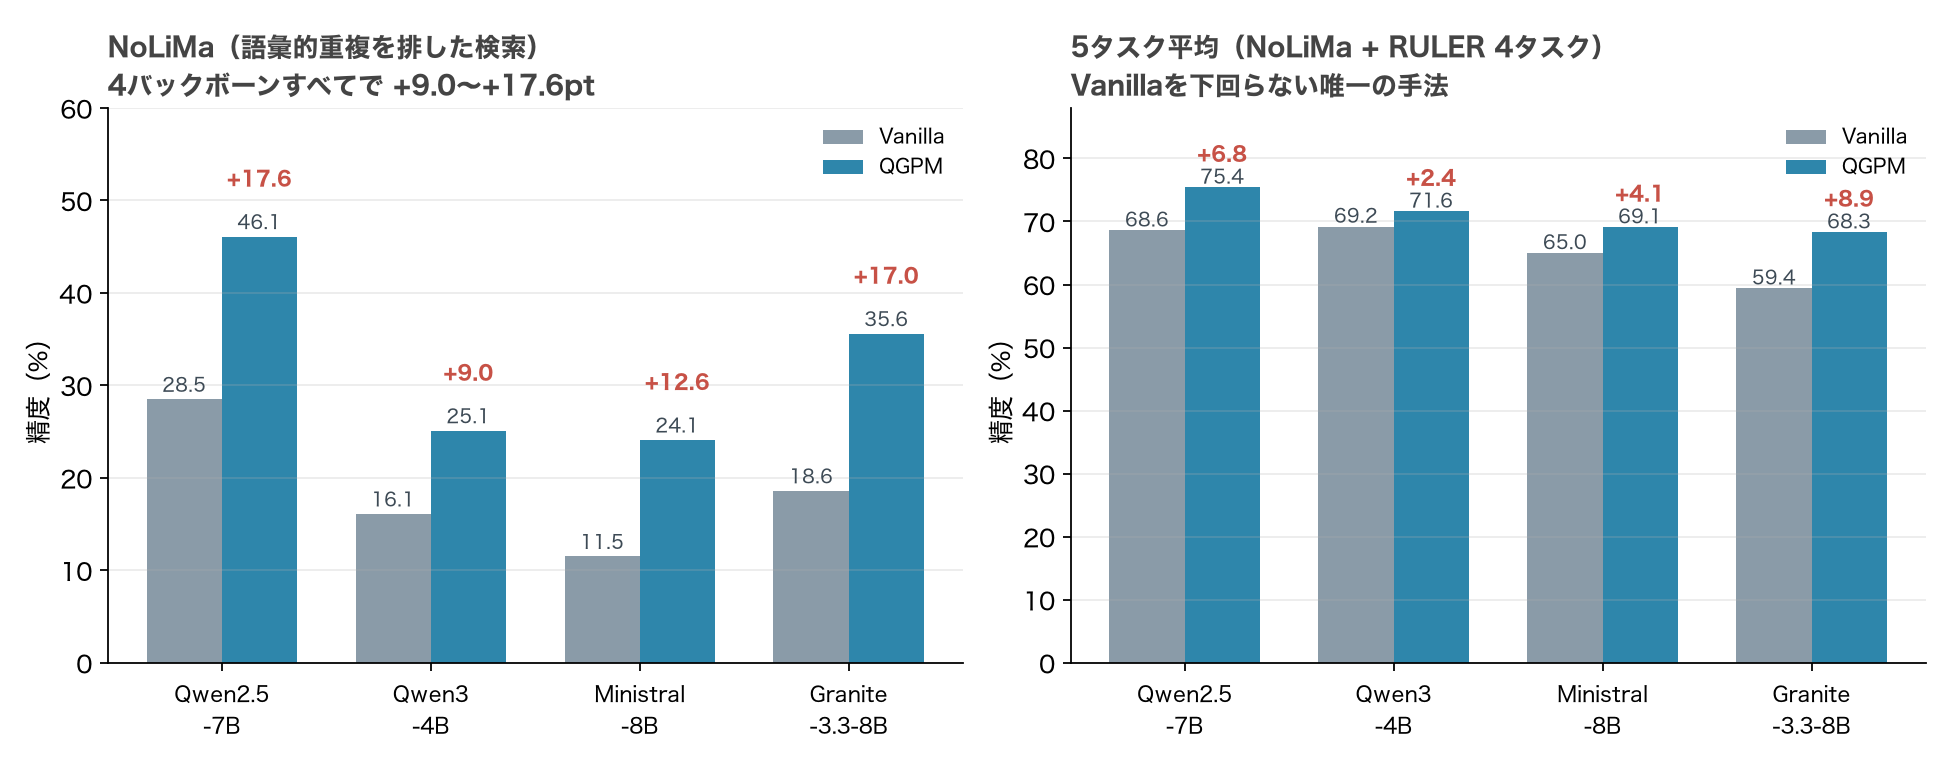 NoLiMa（語彙的重複を排した検索）
4バックボーンすべてで +9.0〜+17.6pt
精度（%）
60
50
40
30
20
10
0
Vanilla
QGPM
28.5
46.1
+17.6
16.1
25.1
+9.0
11.5
24.1
+12.6
18.6
35.6
+17.0
Qwen2.5
-7B
Qwen3
-4B
Ministral
-8B
Granite
-3.3-8B
5タスク平均（NoLiMa + RULER 4タスク）
Vanillaを下回らない唯一の手法
精度（%）
80
70
60
50
40
30
20
10
0
Vanilla
QGPM
68.6
75.4
+6.8
69.2
71.6
+2.4
65.0
69.1
+4.1
59.4
68.3
+8.9
Qwen2.5
-7B
Qwen3
-4B
Ministral
-8B
Granite
-3.3-8B